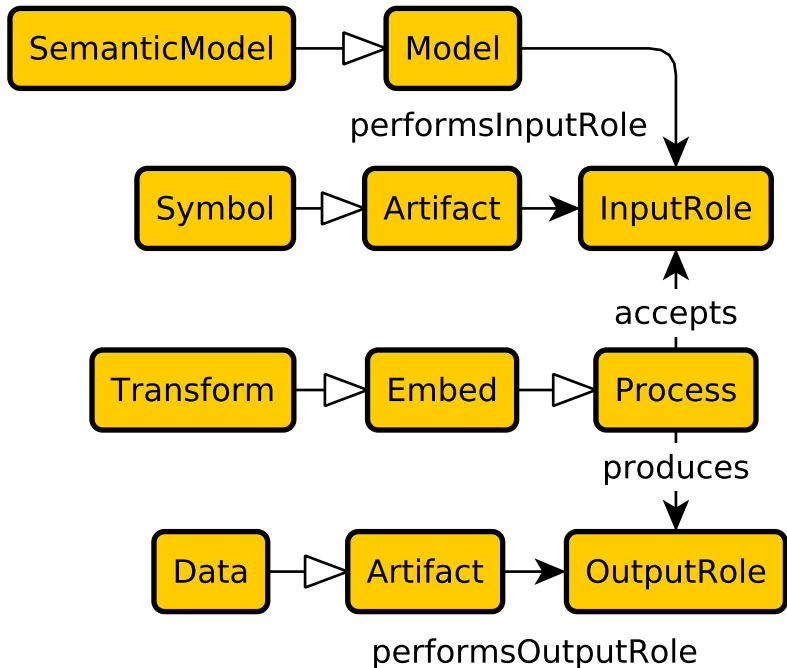 SemanticModel
Model
performsInputRole
Symbol
Artifact
InputRole
accepts
Transform
Embed
Process
produces
Data
Artifact
OutputRole
performsOutputRole